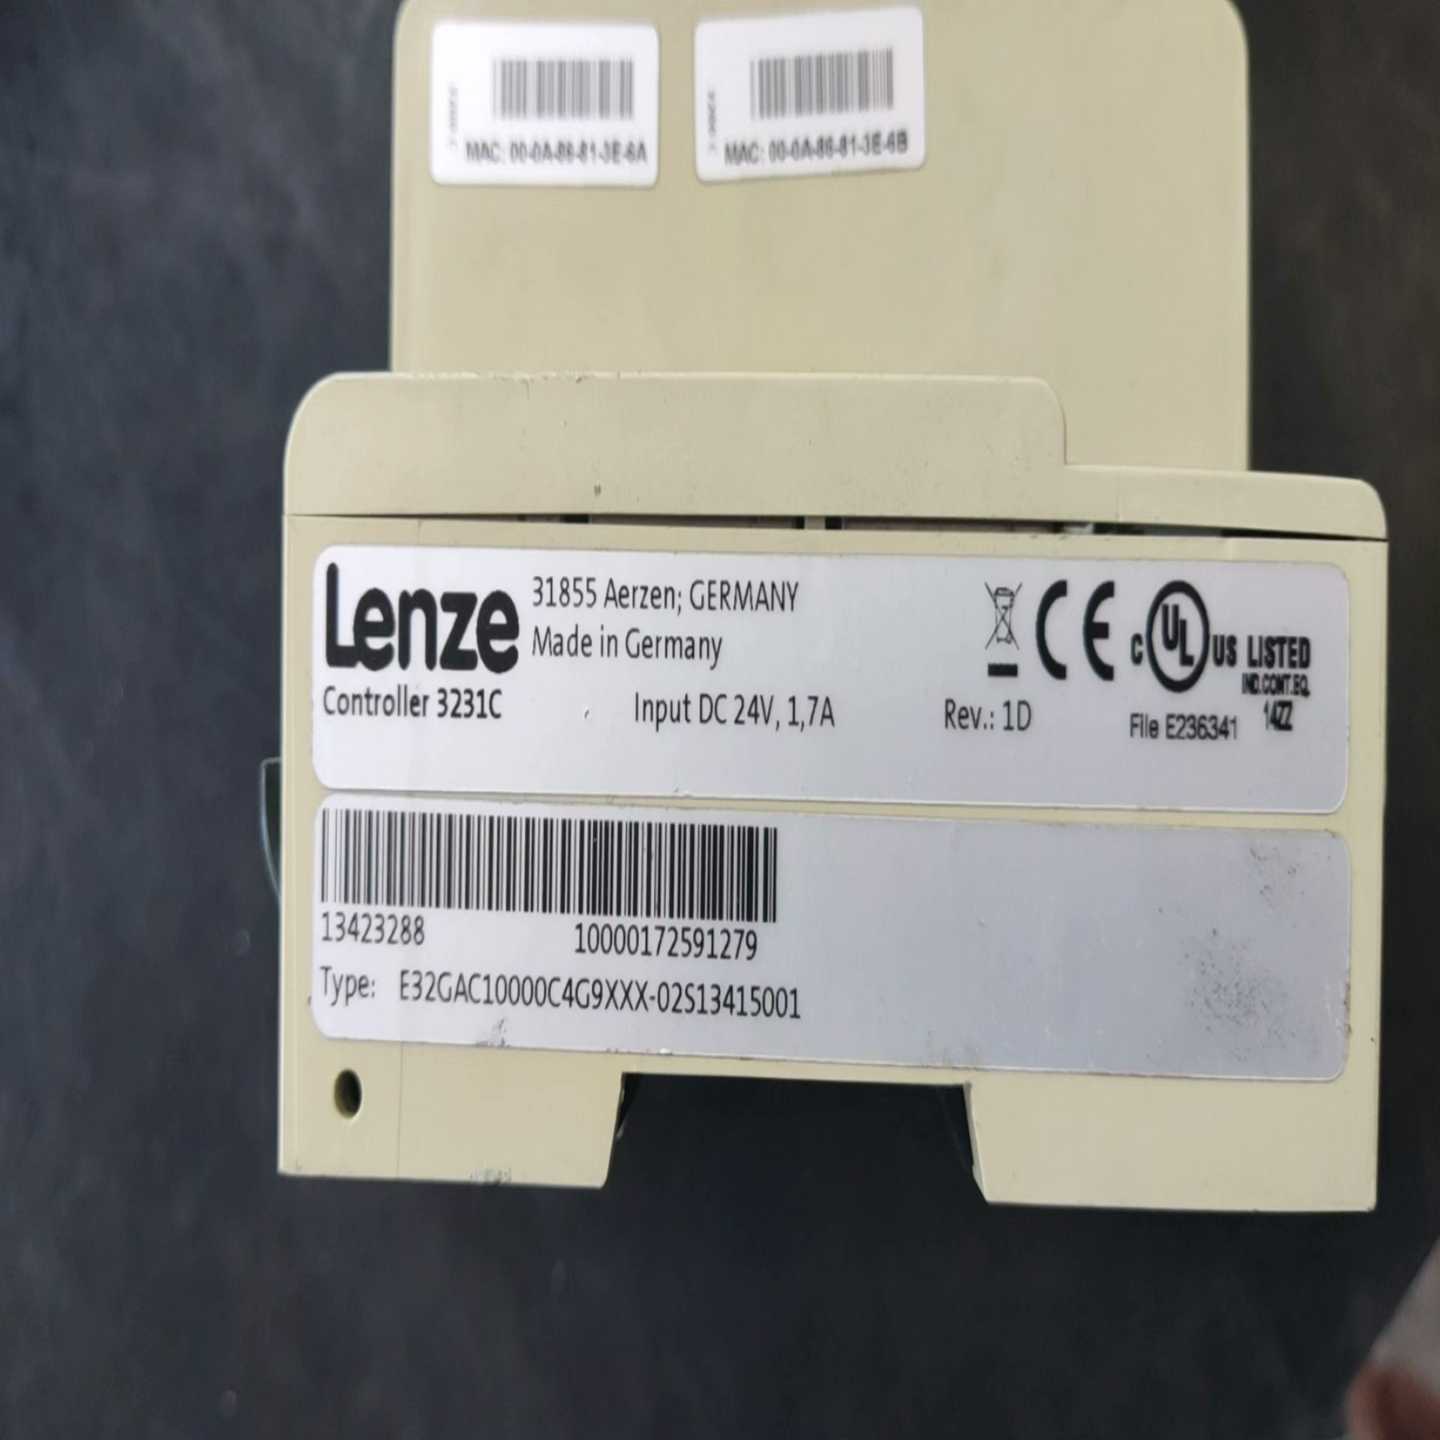 MAC: 00-0A-86-81-3E-6A
MAC: 00-0A-86-81-3E-6B
Lenze
31855 Aerzen; GERMANY
Made in Germany
Controller 3231C
Input DC 24V, 1,7A
Rev.: 1D
CE
C UL US LISTED
IND.CONT.EQ.
14ZZ
File E236341
13423288
10000172591279
Type: E32GAC10000C4G9XXX-02S13415001